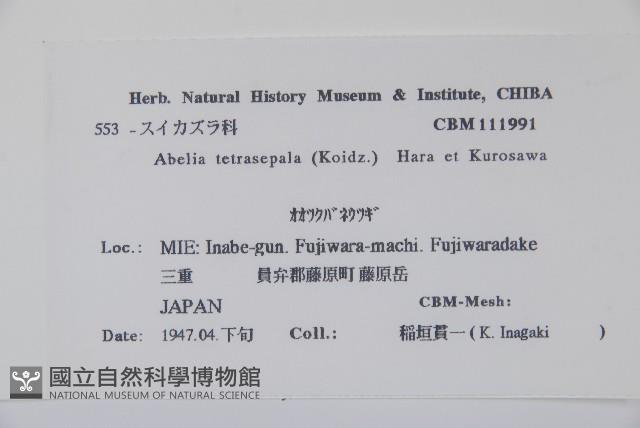 Herb. Natural History Museum & Institute, CHIBA
553 -スイカズラ科 CBM111991
Abelia tetrasepala (Koidz.) Hara et Kurosawa
ｵｵﾂｸﾊﾞﾈｳﾂｷﾞ
Loc.: MIE: Inabe-gun. Fujiwara-machi. Fujiwaradake
三重 員弁郡藤原町 藤原岳
JAPAN CBM-Mesh:
Date: 1947.04.下旬 Coll.: 稲垣貫一 ( K. Inagaki )
國立自然科學博物館
NATIONAL MUSEUM OF NATURAL SCIENCE